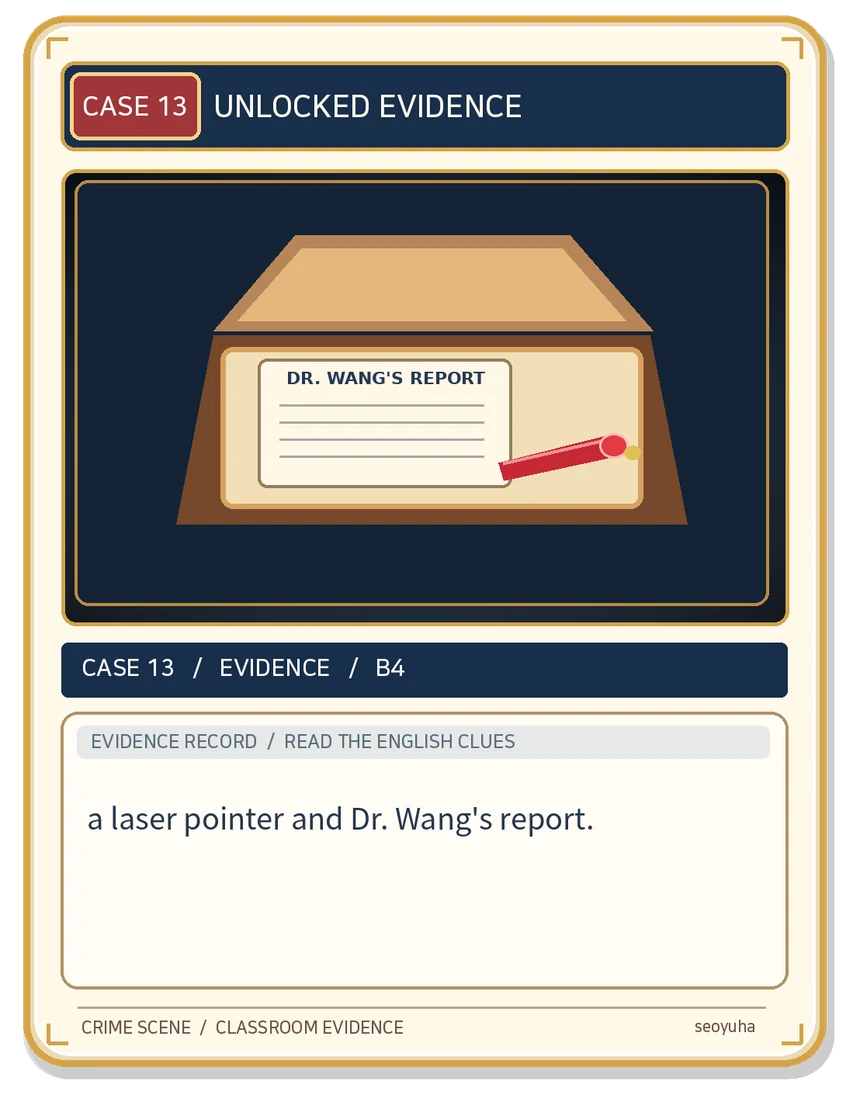 CASE 13 UNLOCKED EVIDENCE
DR. WANG'S REPORT
CASE 13 / EVIDENCE / B4
EVIDENCE RECORD / READ THE ENGLISH CLUES
a laser pointer and Dr. Wang's report.
CRIME SCENE / CLASSROOM EVIDENCE
seoyuha